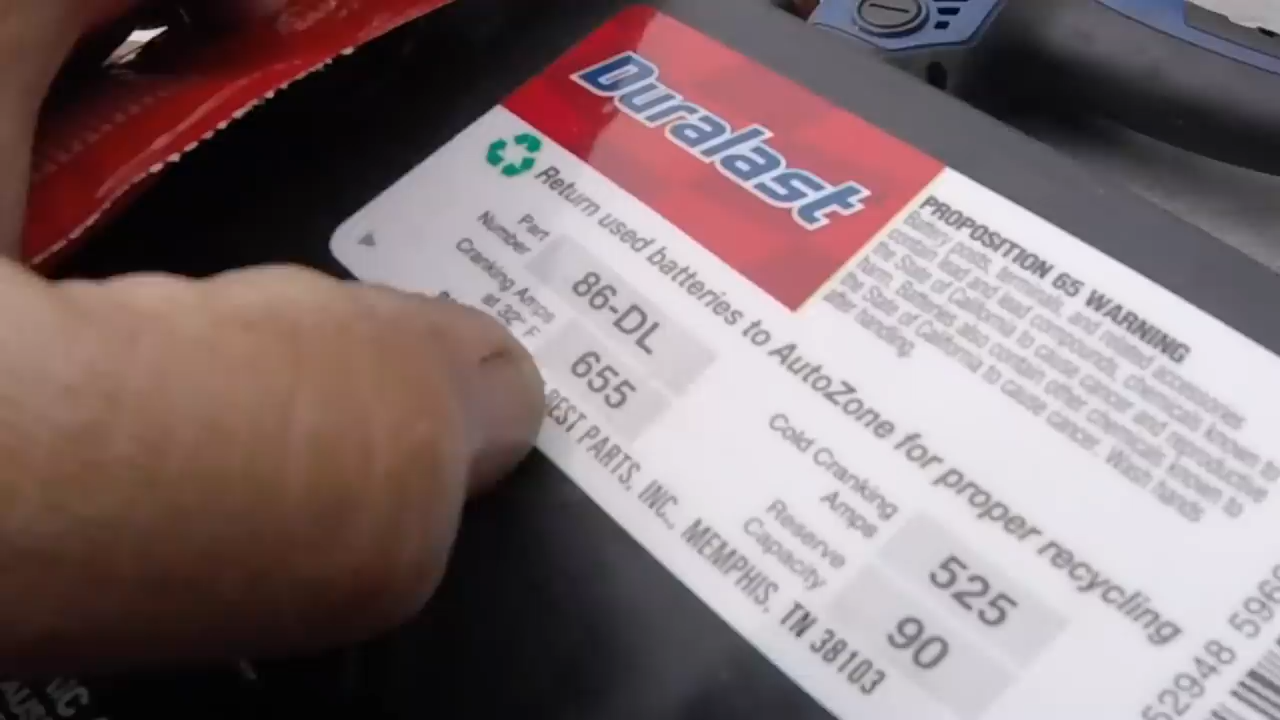 Duralast
Return used batteries to AutoZone for proper recycling
Part
Number
86-DL
Cranking Amps
at 32° F
655
Cold Cranking
Amps
525
Reserve
Capacity
90
BEST PARTS, INC., MEMPHIS, TN 38103
PROPOSITION 65 WARNING
Battery posts, terminals, and related accessories
contain lead and lead compounds, chemicals known to
the State of California to cause cancer and reproductive
harm. Batteries also contain other chemicals known to
the State of California to cause cancer. Wash hands
after handling.
52948 596